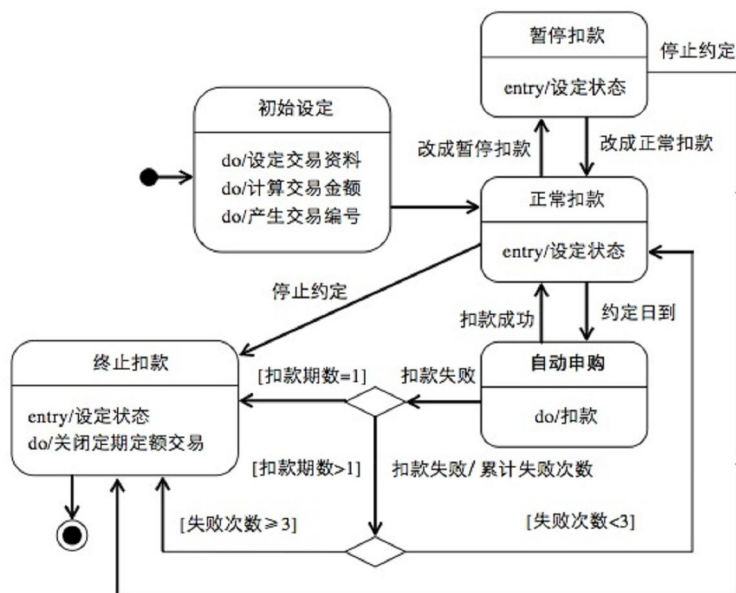 暂停扣款
停止约定
entry/设定状态
初始设定
do/设定交易资料
do/计算交易金额
do/产生交易编号
改成暂停扣款
改成正常扣款
正常扣款
entry/设定状态
停止约定
扣款成功
约定日到
终止扣款
entry/设定状态
do/关闭定期定额交易
[扣款期数=1]
扣款失败
自动申购
do/扣款
[扣款期数>1]
扣款失败/累计失败次数
[失败次数≥3]
[失败次数<3]